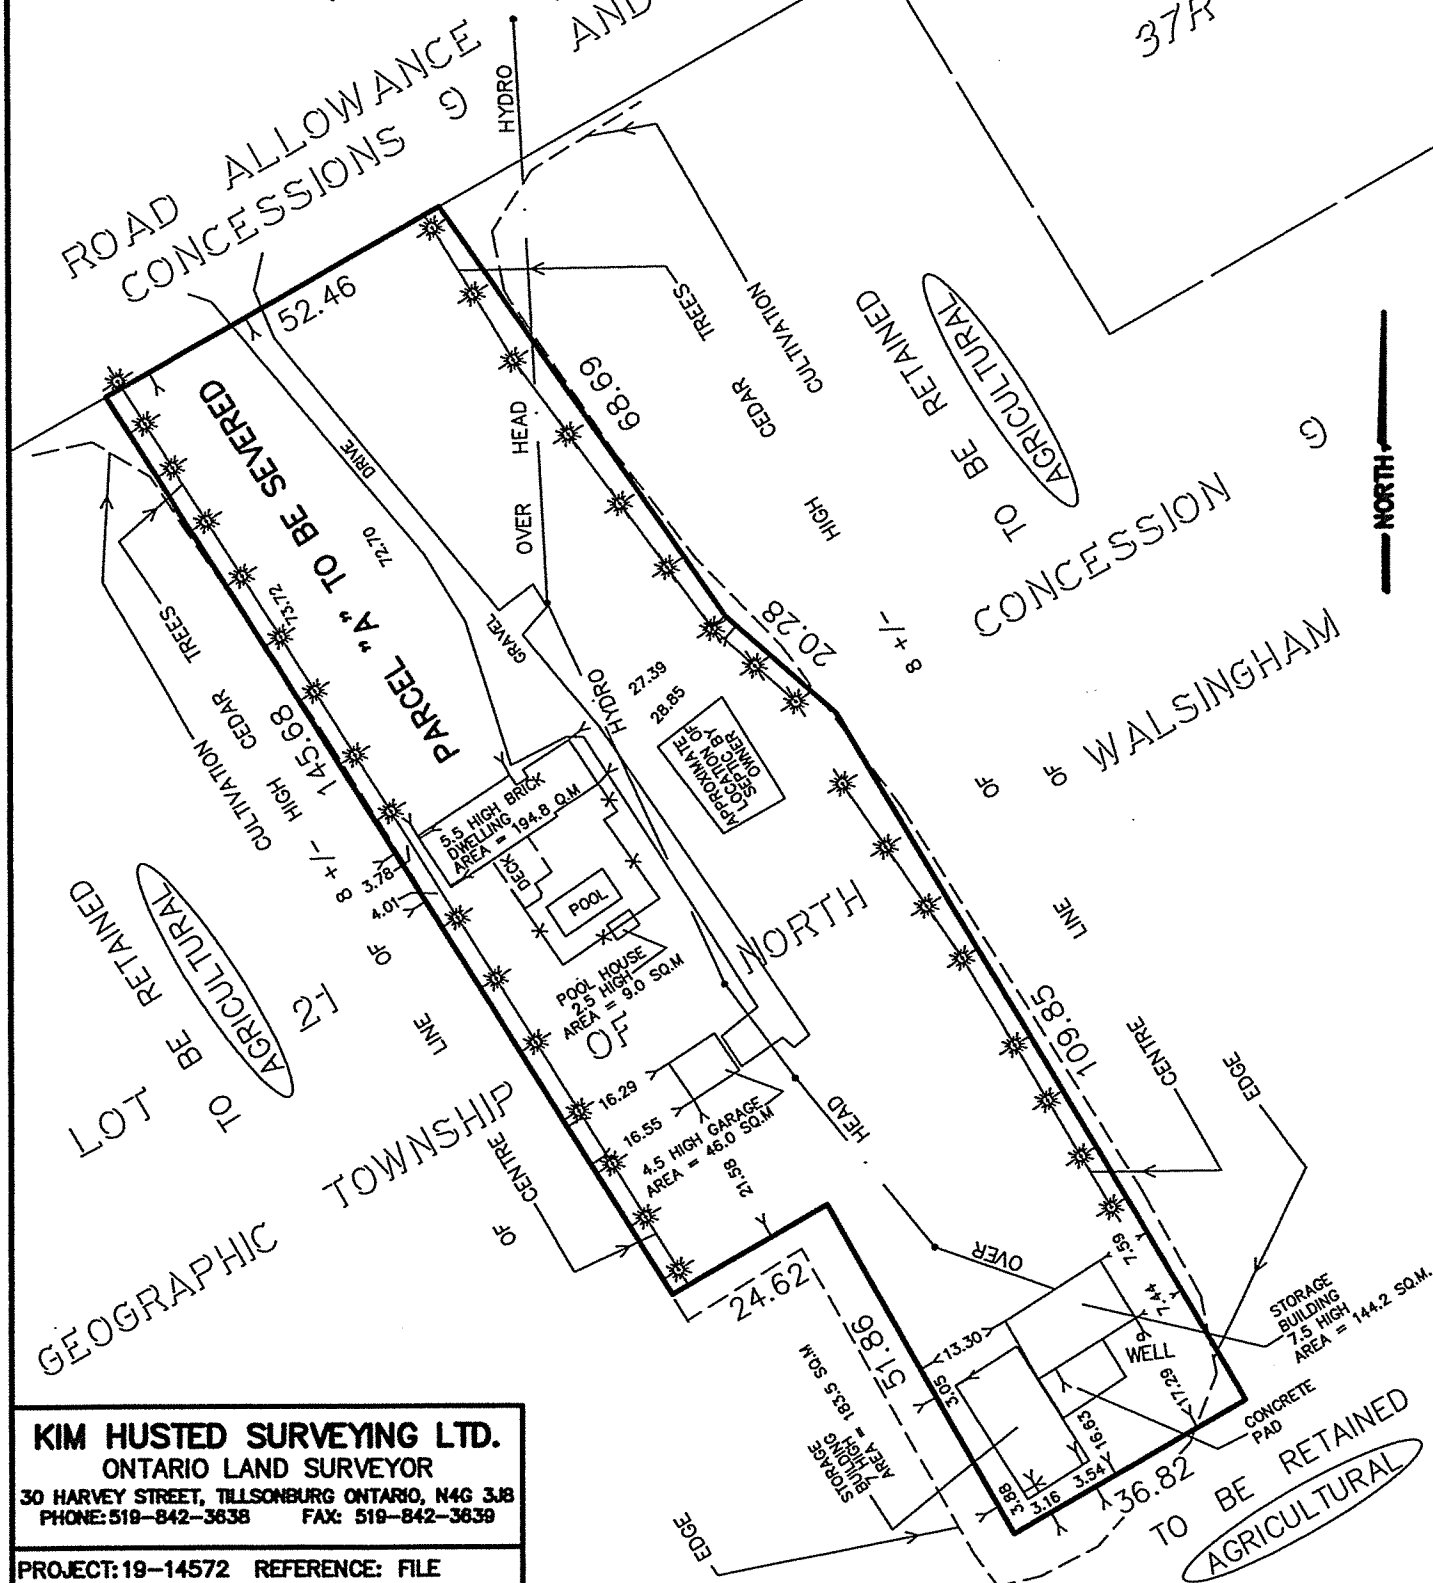 ROAD ALLOWANCE
CONCESSIONS 9 AND
37R
HYDRO
52.46
68.69
TREES
CEDAR
HIGH
8 +/-
CULTIVATION
TO BE RETAINED
AGRICULTURAL
NORTH
DRIVE
GRAVEL
PARCEL "A" TO BE SEVERED
72.70
73.72
145.68
OVER HEAD
HYDRO
27.39
28.85
20.28
APPROXIMATE
LOCATION OF
SEPTIC BY
OWNER
TREES
CEDAR
HIGH
8 +/-
CULTIVATION
3.78
4.01
5.5 HIGH BRICK
DWELLING
AREA = 194.8 Q.M
DECK
POOL
POOL HOUSE
2.5 HIGH
AREA = 9.0 SQ.M
TO BE RETAINED
AGRICULTURAL
LOT 21
CONCESSION 9
GEOGRAPHIC TOWNSHIP OF NORTH WALSINGHAM
LINE OF
CENTRE OF
LINE OF
CENTRE OF
109.85
EDGE
16.29
16.55
4.5 HIGH GARAGE
AREA = 46.0 SQ.M
21.58
HEAD
OVER
24.62
51.86
7.59
7.44
13.30
3.05
WELL
17.29
16.63
3.54
3.16
3.88
36.82
STORAGE
BUILDING
7.5 HIGH
AREA = 144.2 SQ.M.
STORAGE
BUILDING
7 HIGH
AREA = 183.5 SQ.M
CONCRETE
PAD
EDGE
TO BE RETAINED
AGRICULTURAL
KIM HUSTED SURVEYING LTD.
ONTARIO LAND SURVEYOR
30 HARVEY STREET, TILLSONBURG ONTARIO, N4G 3J8
PHONE:519-842-3638 FAX: 519-842-3639
PROJECT:19-14572 REFERENCE: FILE